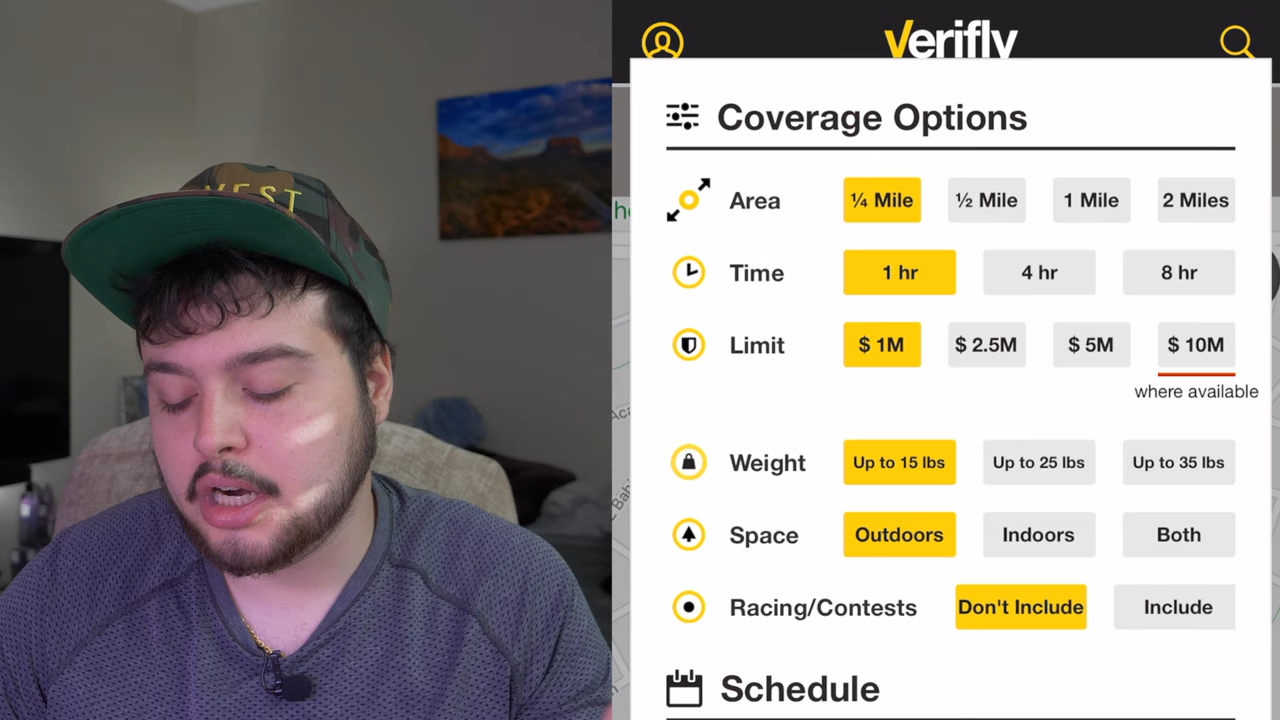 VEST
Verifly
Coverage Options
Area ¼ Mile ½ Mile 1 Mile 2 Miles
Time 1 hr 4 hr 8 hr
Limit $ 1M $ 2.5M $ 5M $ 10M
where available
Weight Up to 15 lbs Up to 25 lbs Up to 35 lbs
Space Outdoors Indoors Both
Racing/Contests Don't Include Include
Schedule